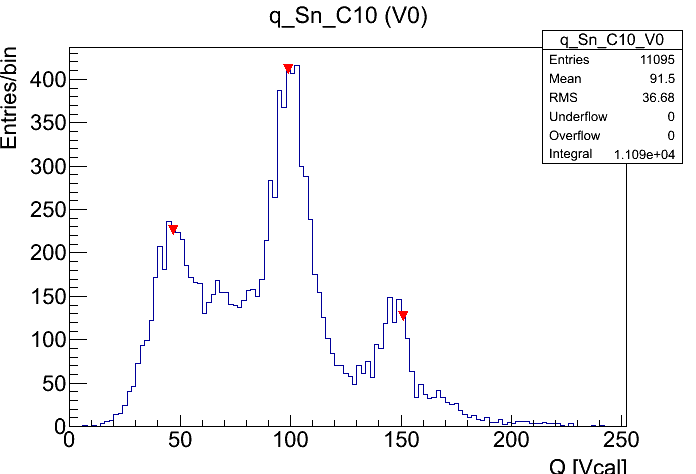 q_Sn_C10 (V0)
q_Sn_C10_V0
Entries 11095
Mean 91.5
RMS 36.68
Underflow 0
Overflow 0
Integral 1.109e+04
Entries/bin
400
350
300
250
200
150
100
50
0
0 50 100 150 200 250
Q [Vcal]